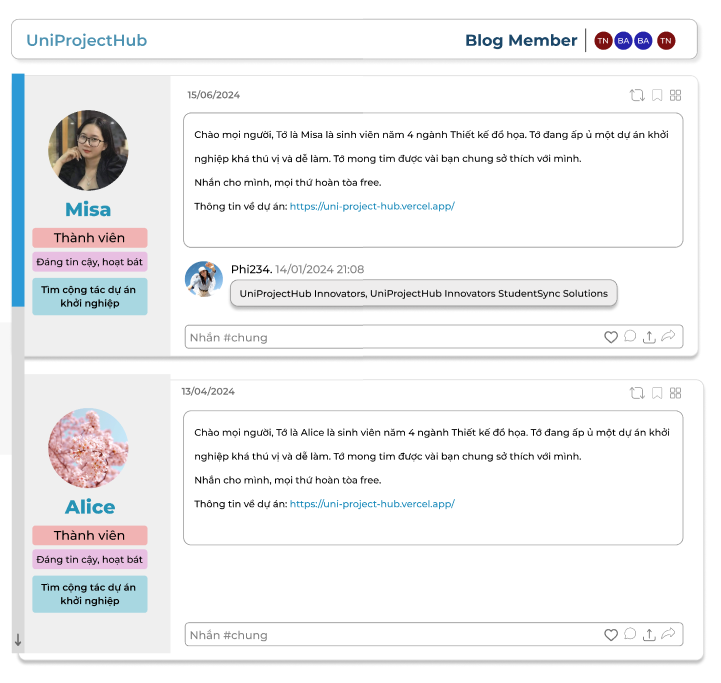 UniProjectHub
Blog Member
TN BA BA TN
15/06/2024
Misa
Thành viên
Đáng tin cậy, hoạt bát
Tìm cộng tác dự án
khởi nghiệp
Chào mọi người, Tớ là Misa là sinh viên năm 4 ngành Thiết kế đồ họa. Tớ đang ấp ủ một dự án khởi
nghiệp khá thú vị và dễ làm. Tớ mong tìm được vài bạn chung sở thích với mình.
Nhắn cho mình, mọi thứ hoàn tòa free.
Thông tin về dự án: https://uni-project-hub.vercel.app/
Phi234. 14/01/2024 21:08
UniProjectHub Innovators, UniProjectHub Innovators StudentSync Solutions
Nhắn #chung
13/04/2024
Alice
Thành viên
Đáng tin cậy, hoạt bát
Tìm cộng tác dự án
khởi nghiệp
Chào mọi người, Tớ là Alice là sinh viên năm 4 ngành Thiết kế đồ họa. Tớ đang ấp ủ một dự án khởi
nghiệp khá thú vị và dễ làm. Tớ mong tìm được vài bạn chung sở thích với mình.
Nhắn cho mình, mọi thứ hoàn tòa free.
Thông tin về dự án: https://uni-project-hub.vercel.app/
Nhắn #chung